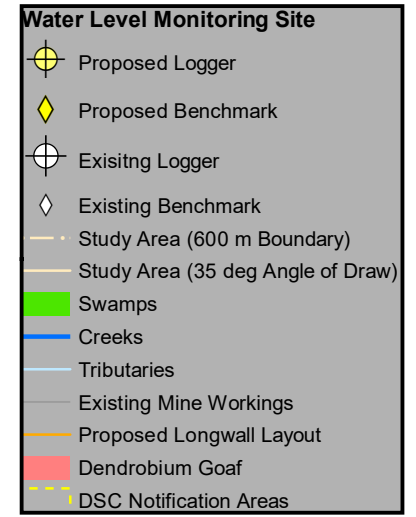 Water Level Monitoring Site
Proposed Logger
Proposed Benchmark
Exisitng Logger
Existing Benchmark
Study Area (600 m Boundary)
Study Area (35 deg Angle of Draw)
Swamps
Creeks
Tributaries
Existing Mine Workings
Proposed Longwall Layout
Dendrobium Goaf
DSC Notification Areas